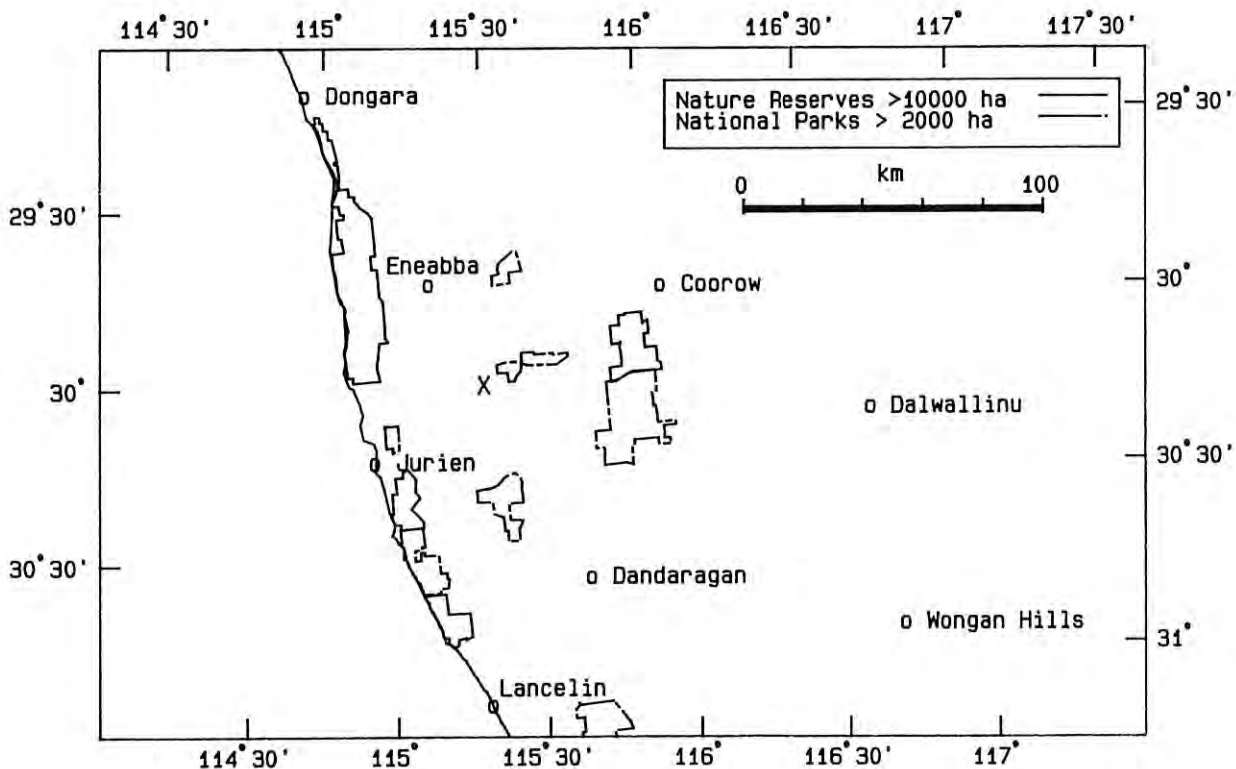 114°30' 115° 115°30' 116° 116°30' 117° 117°30'
Dongara
Nature Reserves >10000 ha
National Parks > 2000 ha
29°30'
km
0 100
29°30'
Eneabba
Coorow
30°
30°
X
Dalwallinu
Jurien
30°30'
30°30'
Dandaragan
Wongan Hills
31°
Lancelin
114°30' 115° 115°30' 116° 116°30' 117°